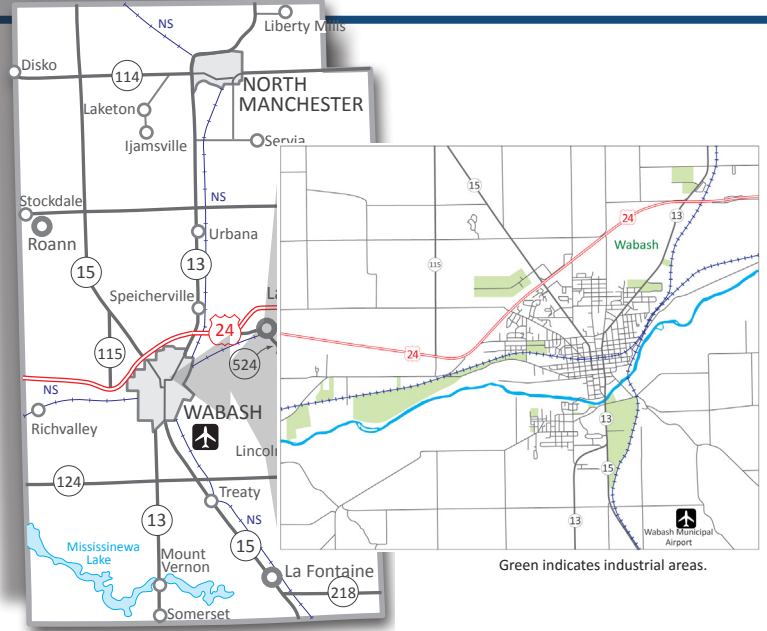 NS
Liberty Mills
Disko
114
NORTH
MANCHESTER
Laketon
Ijamsville
Servia
Stockdale
NS
Roann
Urbana
15
13
Speicherville
24
115
524
NS
WABASH
Richvalley
Lincol
124
Treaty
13
NS
15
Mississinewa
Lake
Mount
Vernon
La Fontaine
218
Somerset
15
24
13
Wabash
115
24
13
15
13
Wabash Municipal
Airport
Green indicates industrial areas.